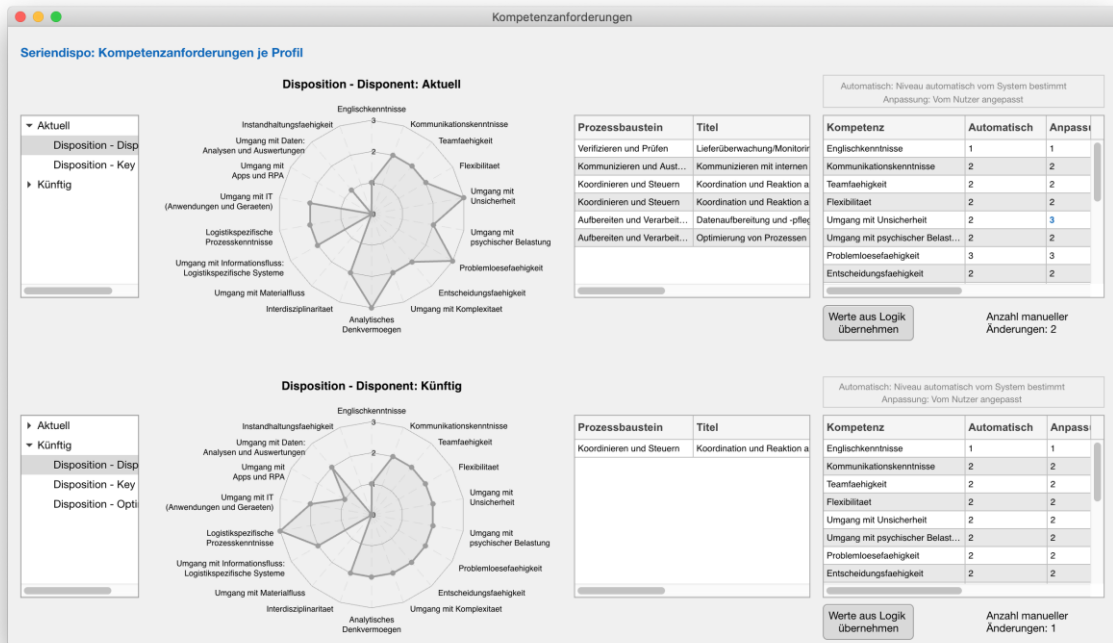 Kompetenzanforderungen
Seriendispo: Kompetenzanforderungen je Profil
Disposition - Disponent: Aktuell
Aktuell
Disposition - Disp
Disposition - Key
Künftig
Englischkenntnisse
Kommunikationskenntnisse
Teamfaehigkeit
Flexibilitaet
Umgang mit
Unsicherheit
Umgang mit
psychischer Belastung
Problemloesefaehigkeit
Entscheidungsfaehigkeit
Umgang mit Komplexitaet
Analytisches
Denkvermoegen
Interdisziplinaritaet
Umgang mit Materialfluss
Umgang mit Informationsfluss:
Logistikspezifische Systeme
Logistikspezifische
Prozesskenntnisse
Umgang mit IT
(Anwendungen und Geraeten)
Umgang mit
Apps und RPA
Umgang mit Daten:
Analysen und Auswertungen
Instandhaltungsfaehigkeit
3
2
Prozessbaustein Titel
Verifizieren und Prüfen Lieferüberwachung/Monitorin
Kommunizieren und Aust... Kommunizieren mit internen
Koordinieren und Steuern Koordination und Reaktion a
Koordinieren und Steuern Koordination und Reaktion a
Aufbereiten und Verarbeit... Datenaufbereitung und -pfleg
Aufbereiten und Verarbeit... Optimierung von Prozessen
Automatisch: Niveau automatisch vom System bestimmt
Anpassung: Vom Nutzer angepasst
Kompetenz Automatisch Anpassu
Englischkenntnisse 1 1
Kommunikationskenntnisse 2 2
Teamfaehigkeit 2 2
Flexibilitaet 2 2
Umgang mit Unsicherheit 2 3
Umgang mit psychischer Belast... 2 2
Problemloesefaehigkeit 3 3
Entscheidungsfaehigkeit 2 2
Werte aus Logik
übernehmen
Anzahl manueller
Änderungen: 2
Disposition - Disponent: Künftig
Aktuell
Künftig
Disposition - Disp
Disposition - Key
Disposition - Opti
Englischkenntnisse
Kommunikationskenntnisse
Teamfaehigkeit
Flexibilitaet
Umgang mit
Unsicherheit
Umgang mit
psychischer Belastung
Problemloesefaehigkeit
Entscheidungsfaehigkeit
Umgang mit Komplexitaet
Analytisches
Denkvermoegen
Interdisziplinaritaet
Umgang mit Materialfluss
Umgang mit Informationsfluss:
Logistikspezifische Systeme
Logistikspezifische
Prozesskenntnisse
Umgang mit IT
(Anwendungen und Geraeten)
Umgang mit
Apps und RPA
Umgang mit Daten:
Analysen und Auswertungen
Instandhaltungsfaehigkeit
3
2
Prozessbaustein Titel
Koordinieren und Steuern Koordination und Reaktion a
Automatisch: Niveau automatisch vom System bestimmt
Anpassung: Vom Nutzer angepasst
Kompetenz Automatisch Anpassu
Englischkenntnisse 1 1
Kommunikationskenntnisse 2 2
Teamfaehigkeit 2 2
Flexibilitaet 2 2
Umgang mit Unsicherheit 2 2
Umgang mit psychischer Belast... 2 2
Problemloesefaehigkeit 2 2
Entscheidungsfaehigkeit 2 2
Werte aus Logik
übernehmen
Anzahl manueller
Änderungen: 1